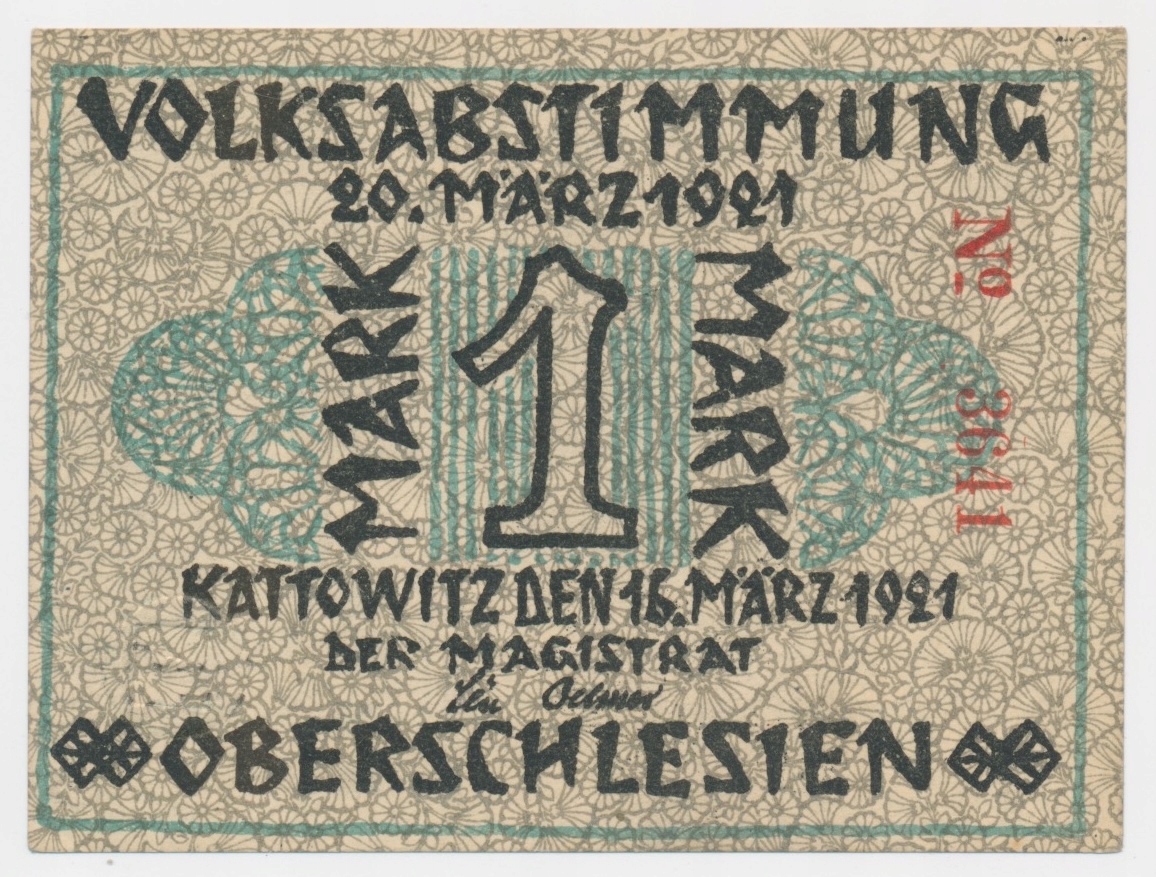 VOLKSABSTIMMUNG
20. MÄRZ 1921
MARK
1
MARK
No
3641
KATTOWITZ DEN 16. MÄRZ 1921
DER MAGISTRAT
OBERSCHLESIEN